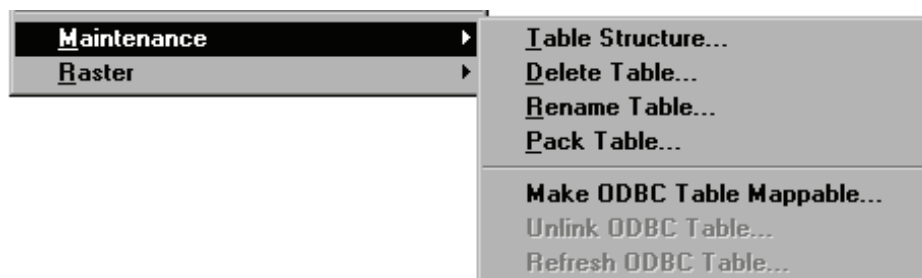 Maintenance
Raster
Table Structure...
Delete Table...
Rename Table...
Pack Table...
Make ODBC Table Mappable...
Unlink ODBC Table...
Refresh ODBC Table...